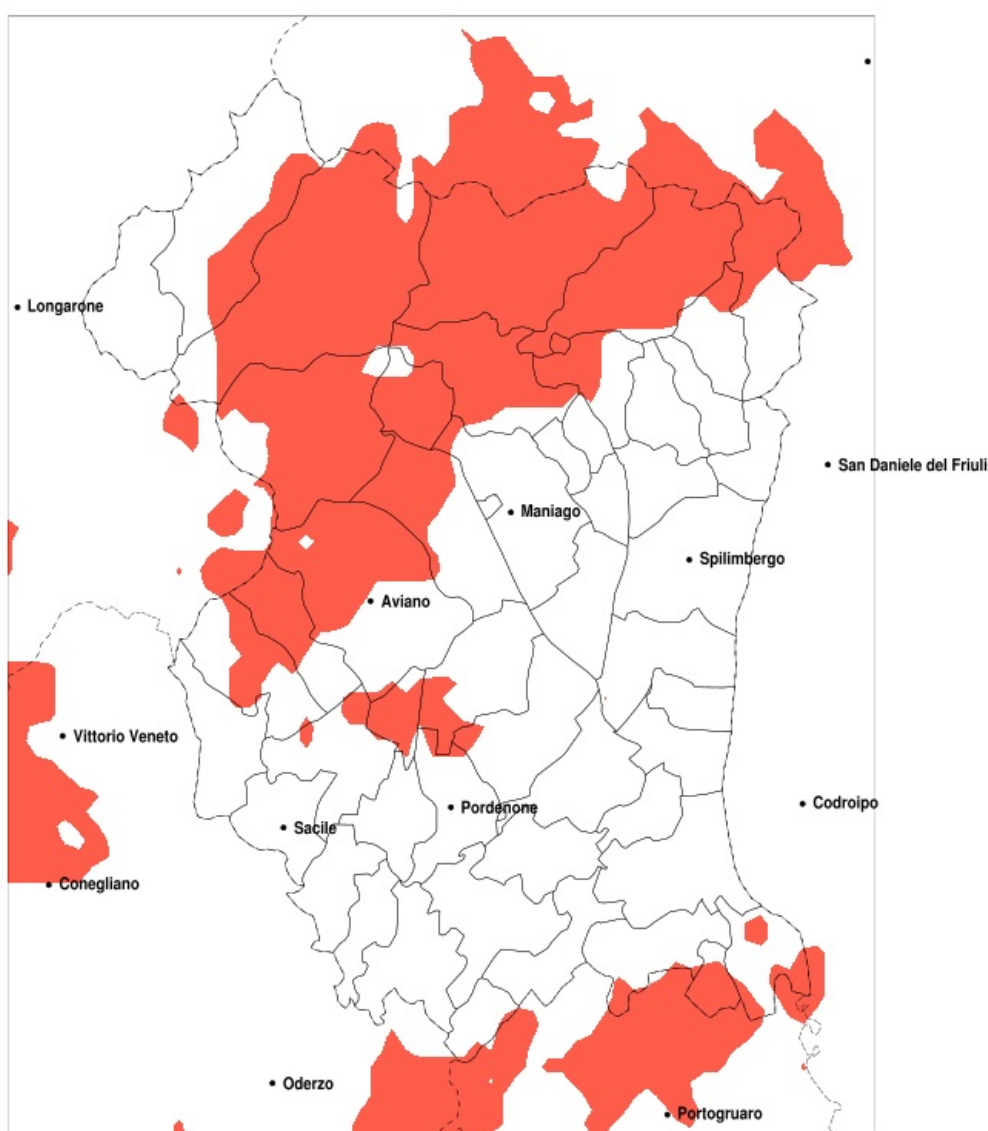 Longarone
San Daniele del Friuli
Maniago
Spilimbergo
Aviano
Vittorio Veneto
Codroipo
Pordenone
Sacile
Conegliano
Oderzo
Portogruaro